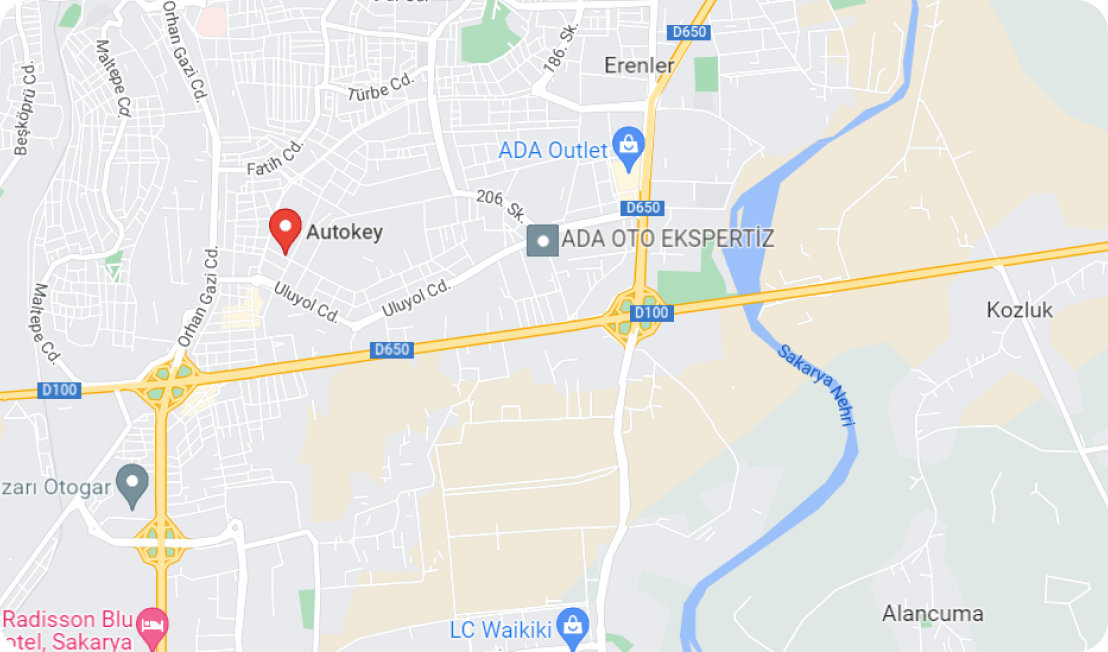 Orhan Gazi Cd.
D650
Maltepe Cd.
186. Sk.
Erenler
Beşköprü Cd.
Türbe Cd.
ADA Outlet
Fatih Cd.
206. Sk.
D650
Autokey
ADA OTO EKSPERTİZ
Orhan Gazi Cd.
Uluyol Cd.
Uluyol Cd.
Maltepe Cd.
D100
Kozluk
D650
Sakarya Nehri
D100
zarı Otogar
Alancuma
Radisson Blu
otel, Sakarya
LC Waikiki